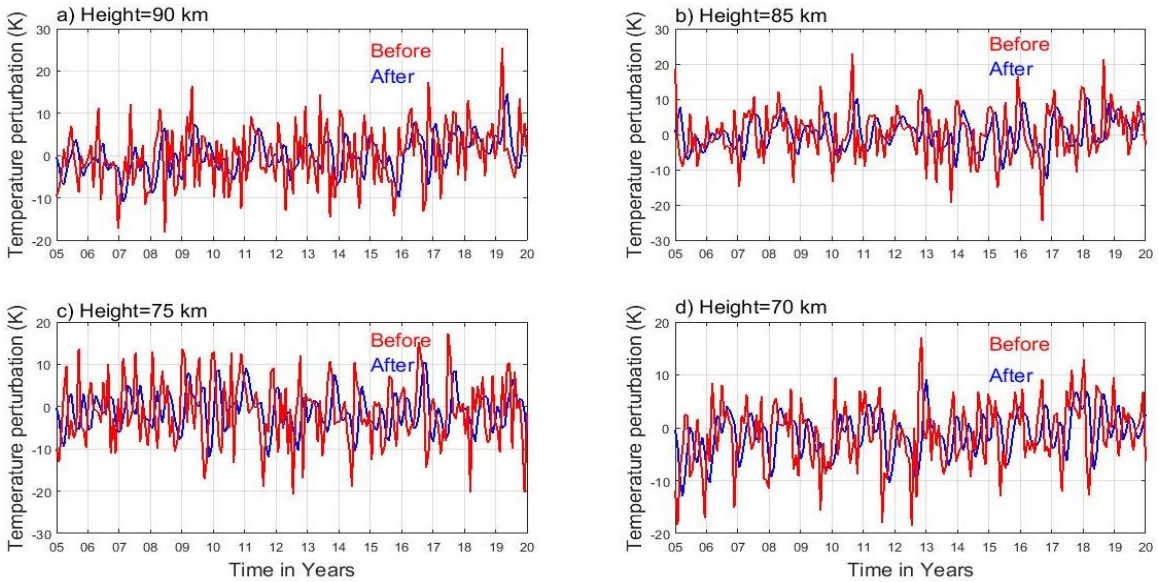 a) Height=90 km
Temperature perturbation (K)
30
20
10
0
-10
-20
Before
After
05 06 07 08 09 10 11 12 13 14 15 16 17 18 19 20
b) Height=85 km
Temperature perturbation (K)
30
20
10
0
-10
-20
-30
Before
After
05 06 07 08 09 10 11 12 13 14 15 16 17 18 19 20
c) Height=75 km
Temperature perturbation (K)
20
10
0
-10
-20
-30
Before
After
05 06 07 08 09 10 11 12 13 14 15 16 17 18 19 20
Time in Years
d) Height=70 km
Temperature perturbation (K)
20
10
0
-10
-20
Before
After
05 06 07 08 09 10 11 12 13 14 15 16 17 18 19 20
Time in Years